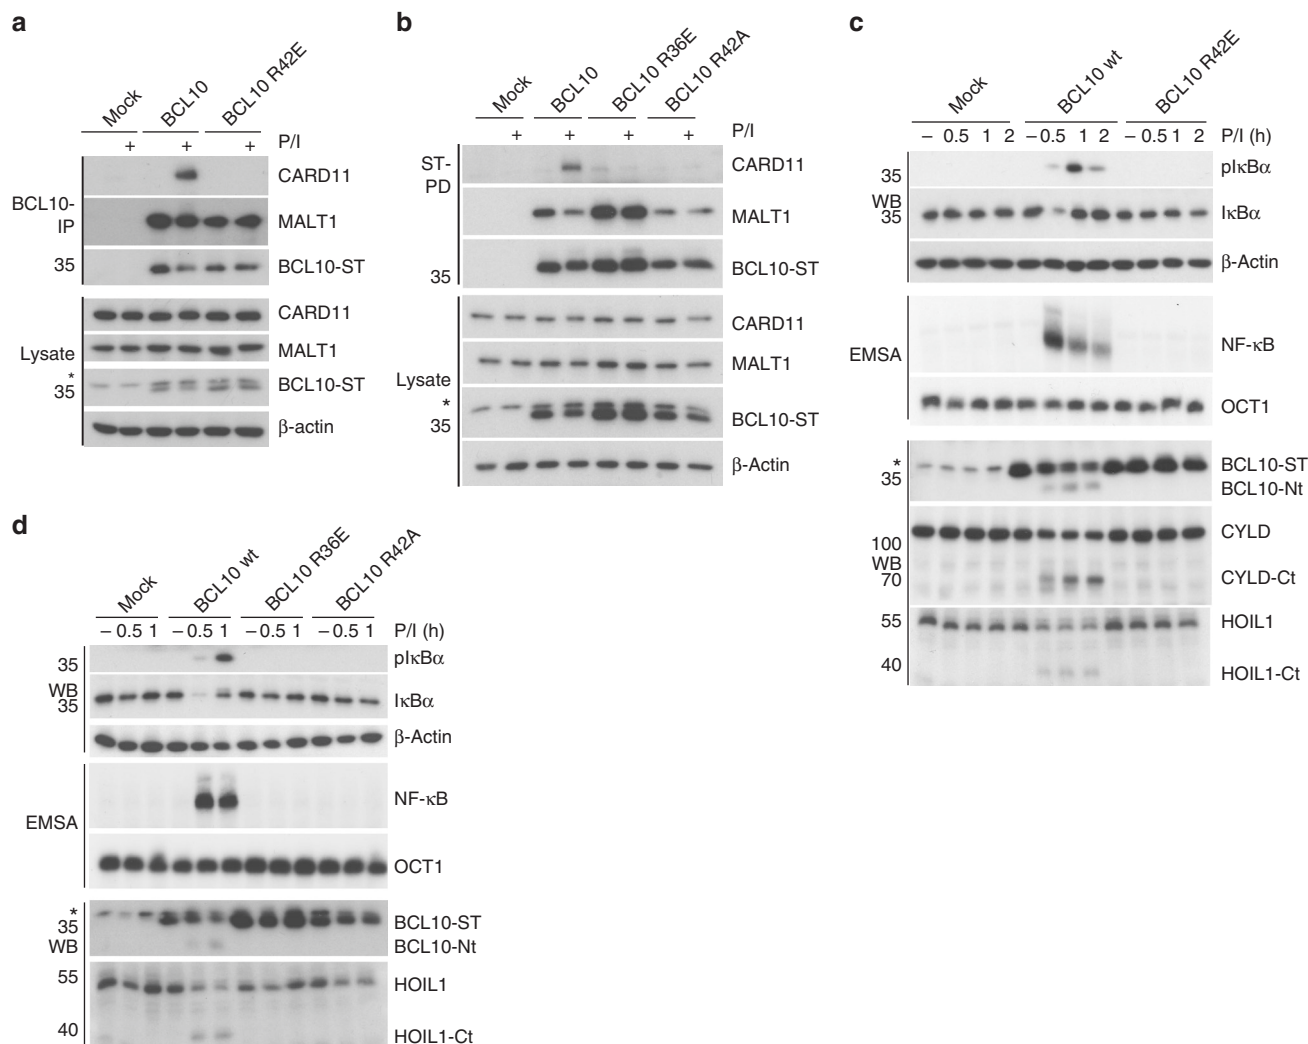 a
Mock
BCL10
BCL10 R42E
+ + + P/I
BCL10-
IP
CARD11
MALT1
35 BCL10-ST
Lysate
CARD11
MALT1
*
35 BCL10-ST
β-actin
b
Mock
BCL10
BCL10 R36E
BCL10 R42A
+ + + + P/I
ST-
PD
CARD11
MALT1
35 BCL10-ST
Lysate
CARD11
MALT1
*
35 BCL10-ST
β-Actin
c
Mock
BCL10 wt
BCL10 R42E
– 0.5 1 2 – 0.5 1 2 – 0.5 1 2 P/I (h)
35 pIκBα
WB
35 IκBα
β-Actin
EMSA
NF-κB
OCT1
* BCL10-ST
35 BCL10-Nt
100 CYLD
WB
70 CYLD-Ct
55 HOIL1
40 HOIL1-Ct
d
Mock
BCL10 wt
BCL10 R36E
BCL10 R42A
– 0.5 1 – 0.5 1 – 0.5 1 – 0.5 1 P/I (h)
35 pIκBα
WB
35 IκBα
β-Actin
EMSA
NF-κB
OCT1
*
35 BCL10-ST
WB BCL10-Nt
55 HOIL1
40 HOIL1-Ct